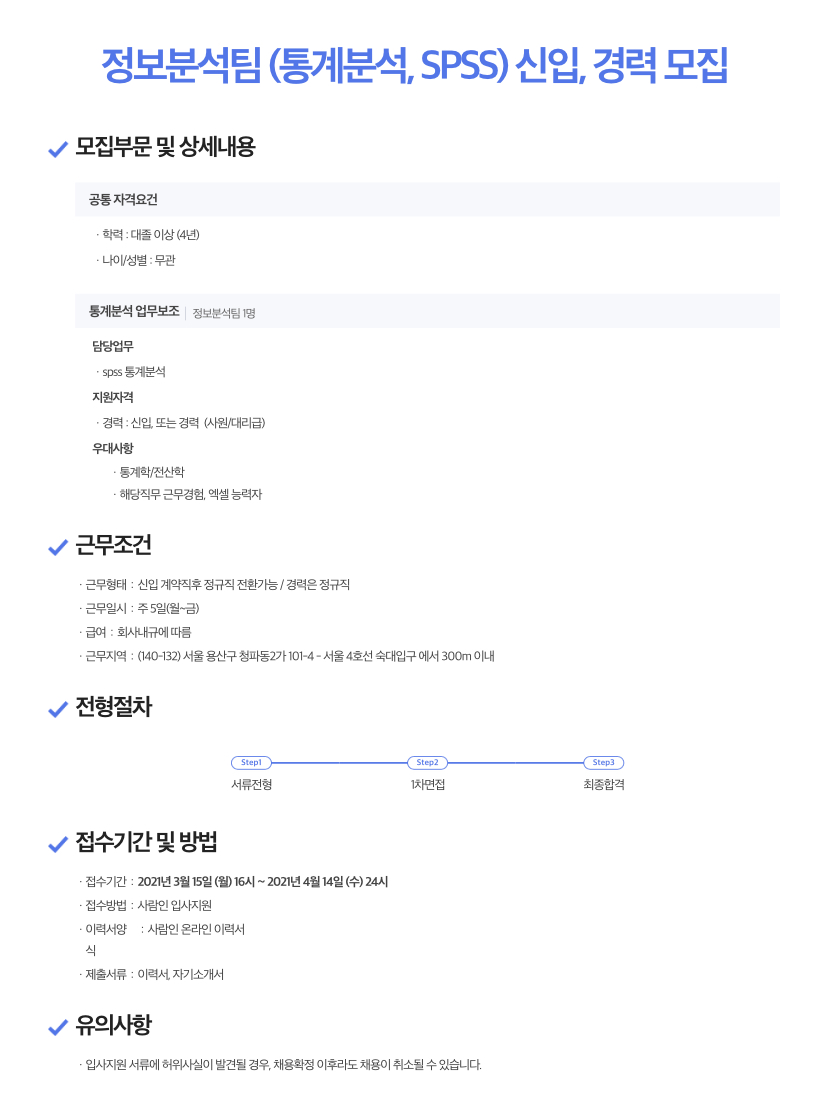 정보분석팀 (통계분석, SPSS) 신입, 경력 모집
모집부문 및 상세내용
공통 자격요건
· 학력 : 대졸 이상 (4년)
· 나이/성별 : 무관
통계분석 업무보조 | 정보분석팀 1명
담당업무
· spss 통계분석
지원자격
· 경력 : 신입, 또는 경력 (사원/대리급)
우대사항
· 통계학/전산학
· 해당직무 근무경험, 엑셀 능력자
근무조건
· 근무형태 : 신입 계약직후 정규직 전환가능 / 경력은 정규직
· 근무일시 : 주 5일(월~금)
· 급여 : 회사내규에 따름
· 근무지역 : (140-132) 서울 용산구 청파동2가 101-4 - 서울 4호선 숙대입구 에서 300m 이내
전형절차
Step1 Step2 Step3
서류전형 1차면접 최종합격
접수기간 및 방법
· 접수기간 : 2021년 3월 15일 (월) 16시 ~ 2021년 4월 14일 (수) 24시
· 접수방법 : 사람인 입사지원
· 이력서양 : 사람인 온라인 이력서
식
· 제출서류 : 이력서, 자기소개서
유의사항
· 입사지원 서류에 허위사실이 발견될 경우, 채용확정 이후라도 채용이 취소될 수 있습니다.